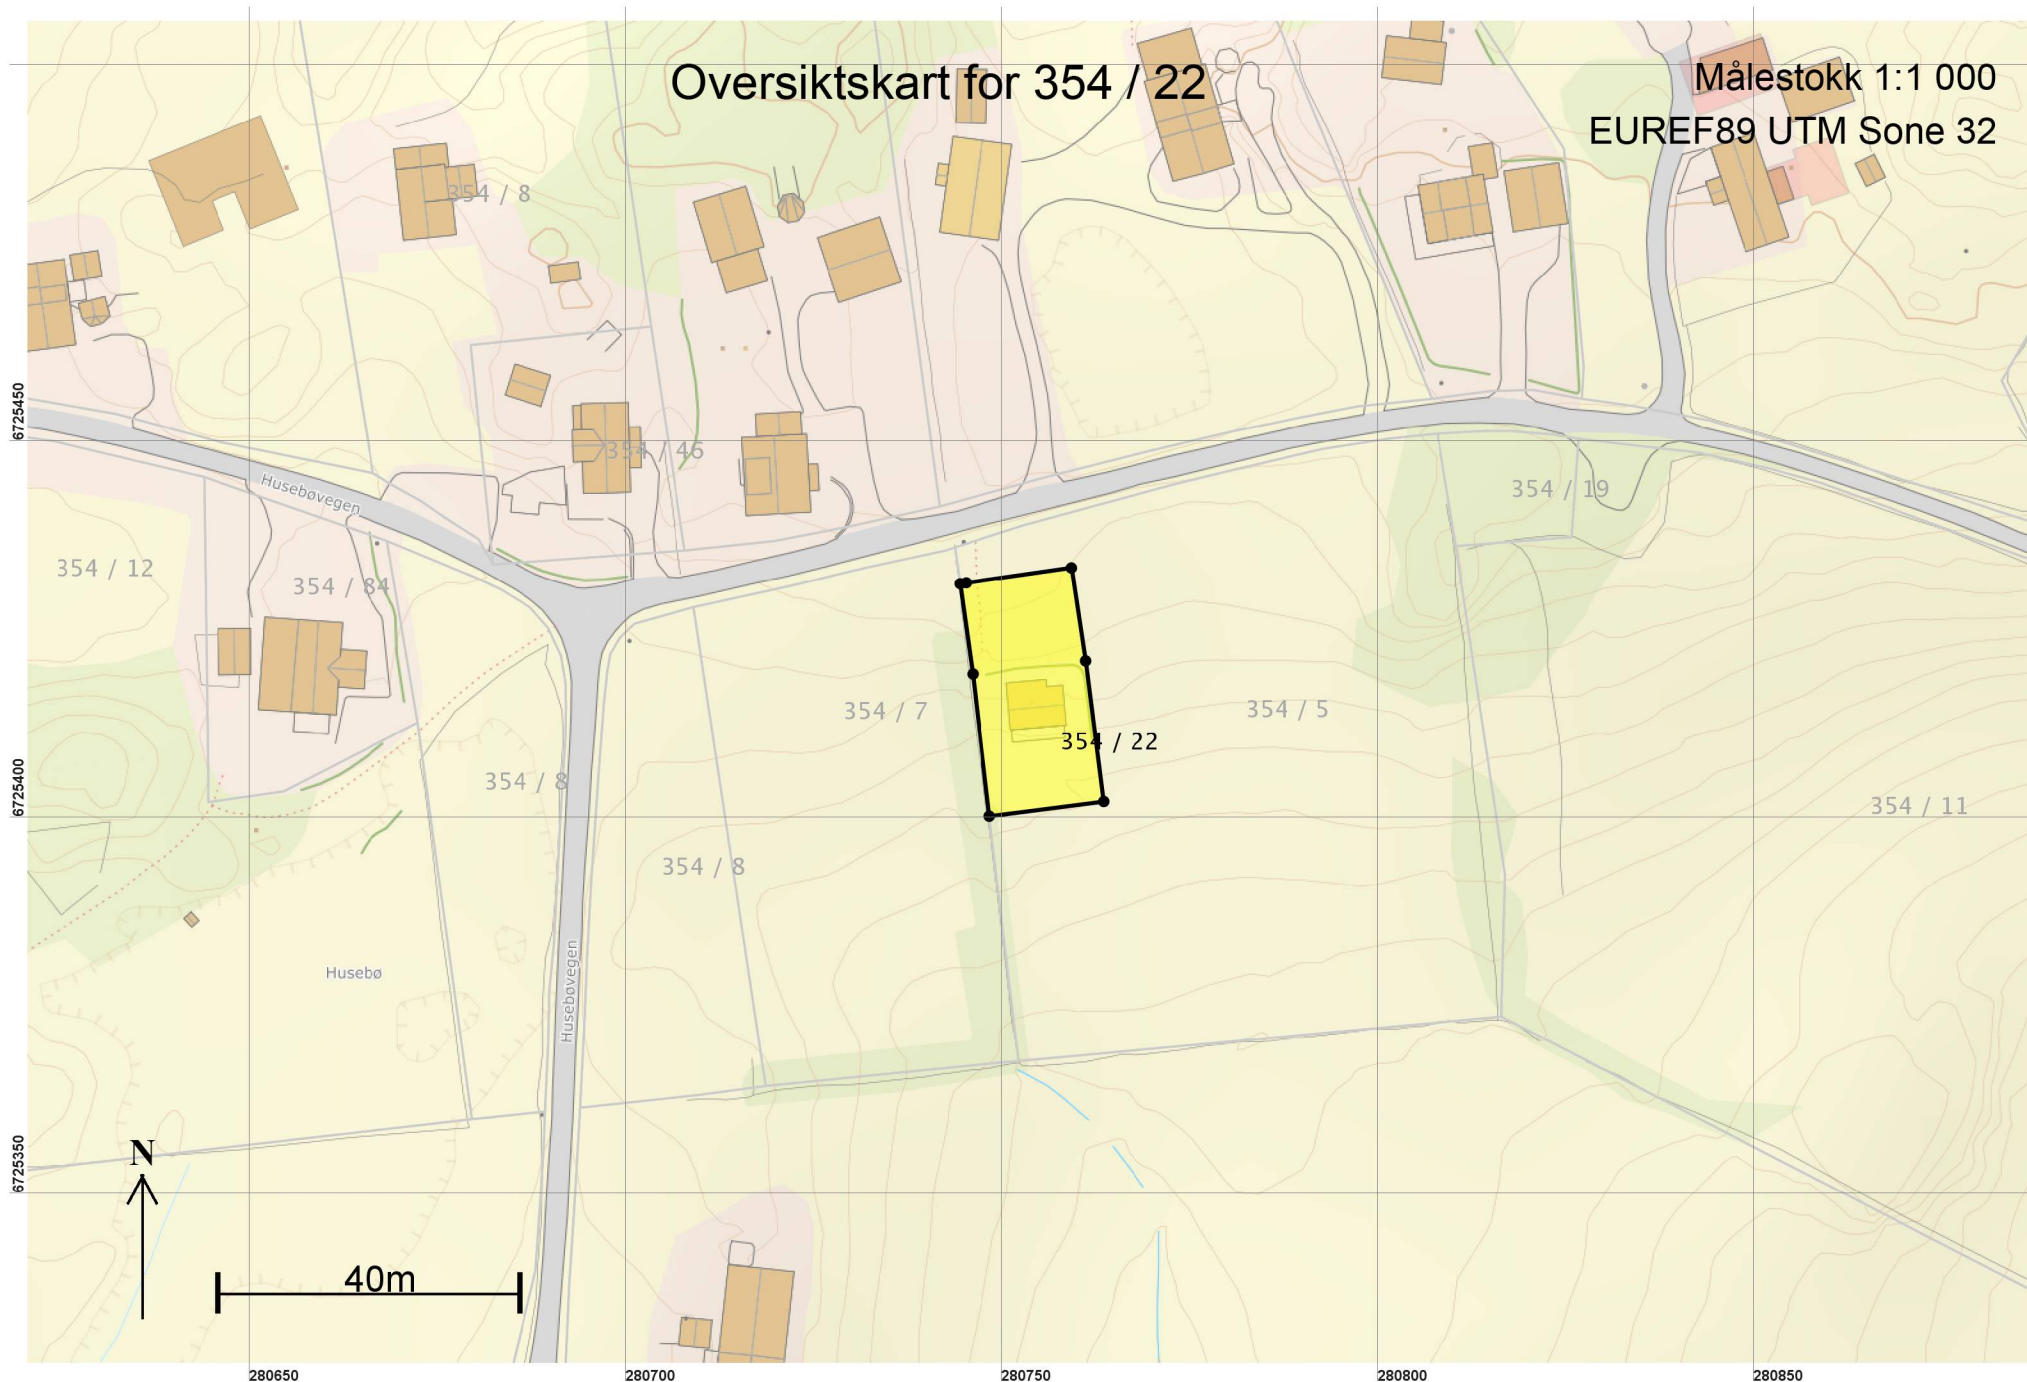 Oversiktskart for 354 / 22
Målestokk 1:1 000
EUREF89 UTM Sone 32
354 / 8
6725450
354 / 46
Husebøvegen
354 / 19
354 / 12
354 / 84
354 / 7
354 / 5
354 / 22
354 / 8
6725400
354 / 11
354 / 8
Husebø
Husebøvegen
6725350
N
40m
280650
280700
280750
280800
280850